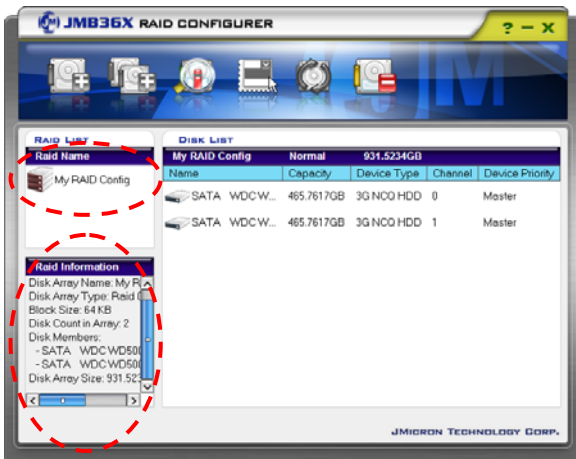 JMB36X RAID CONFIGURER
? – X
RAID LIST
Raid Name
My RAID Config
DISK LIST
My RAID Config Normal 931.5234GB
Name Capacity Device Type Channel Device Priority
SATA WDC W... 465.7617GB 3G NCQ HDD 0 Master
SATA WDC W... 465.7617GB 3G NCQ HDD 1 Master
Raid Information
Disk Array Name: My R
Disk Array Type: Raid
Block Size: 64 KB
Disk Count in Array: 2
Disk Members:
- SATA WDC WD500
- SATA WDC WD500
Disk Array Size: 931.523
JMICRON TECHNOLOGY CORP.